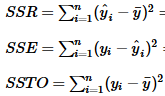 SSR = ∑ⁿᵢ₌₁(ŷᵢ − ȳ)² =
SSE = ∑ⁿᵢ₌₁(yᵢ − ŷᵢ)² =
SSTO = ∑ⁿᵢ₌₁(yᵢ − ȳ)²